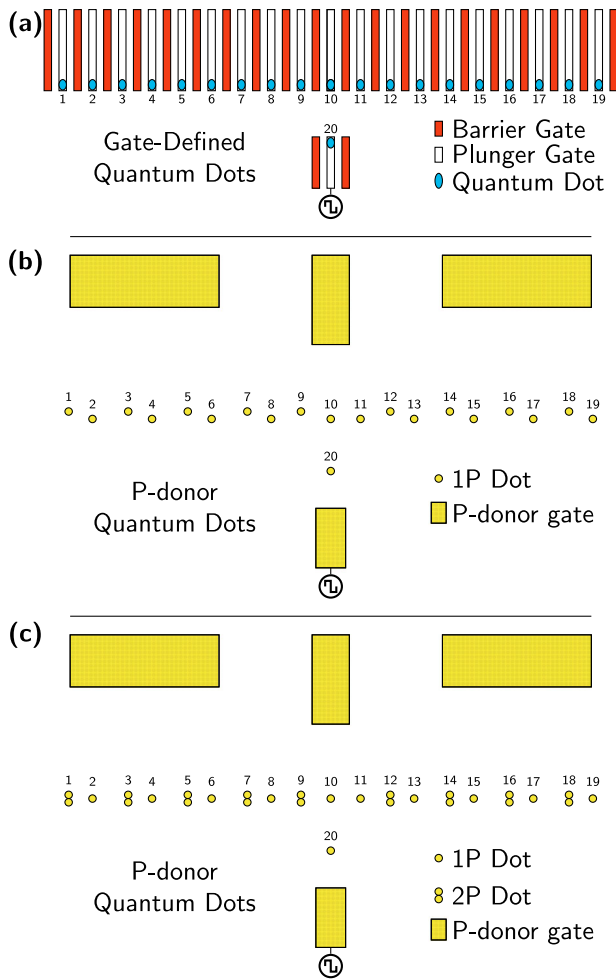 (a)
1 2 3 4 5 6 7 8 9 10 11 12 13 14 15 16 17 18 19
20
Gate-Defined
Quantum Dots
Barrier Gate
Plunger Gate
Quantum Dot
(b)
1 2 3 4 5 6 7 8 9 10 11 12 13 14 15 16 17 18 19
20
P-donor
Quantum Dots
1P Dot
P-donor gate
(c)
1 2 3 4 5 6 7 8 9 10 11 12 13 14 15 16 17 18 19
20
P-donor
Quantum Dots
1P Dot
2P Dot
P-donor gate